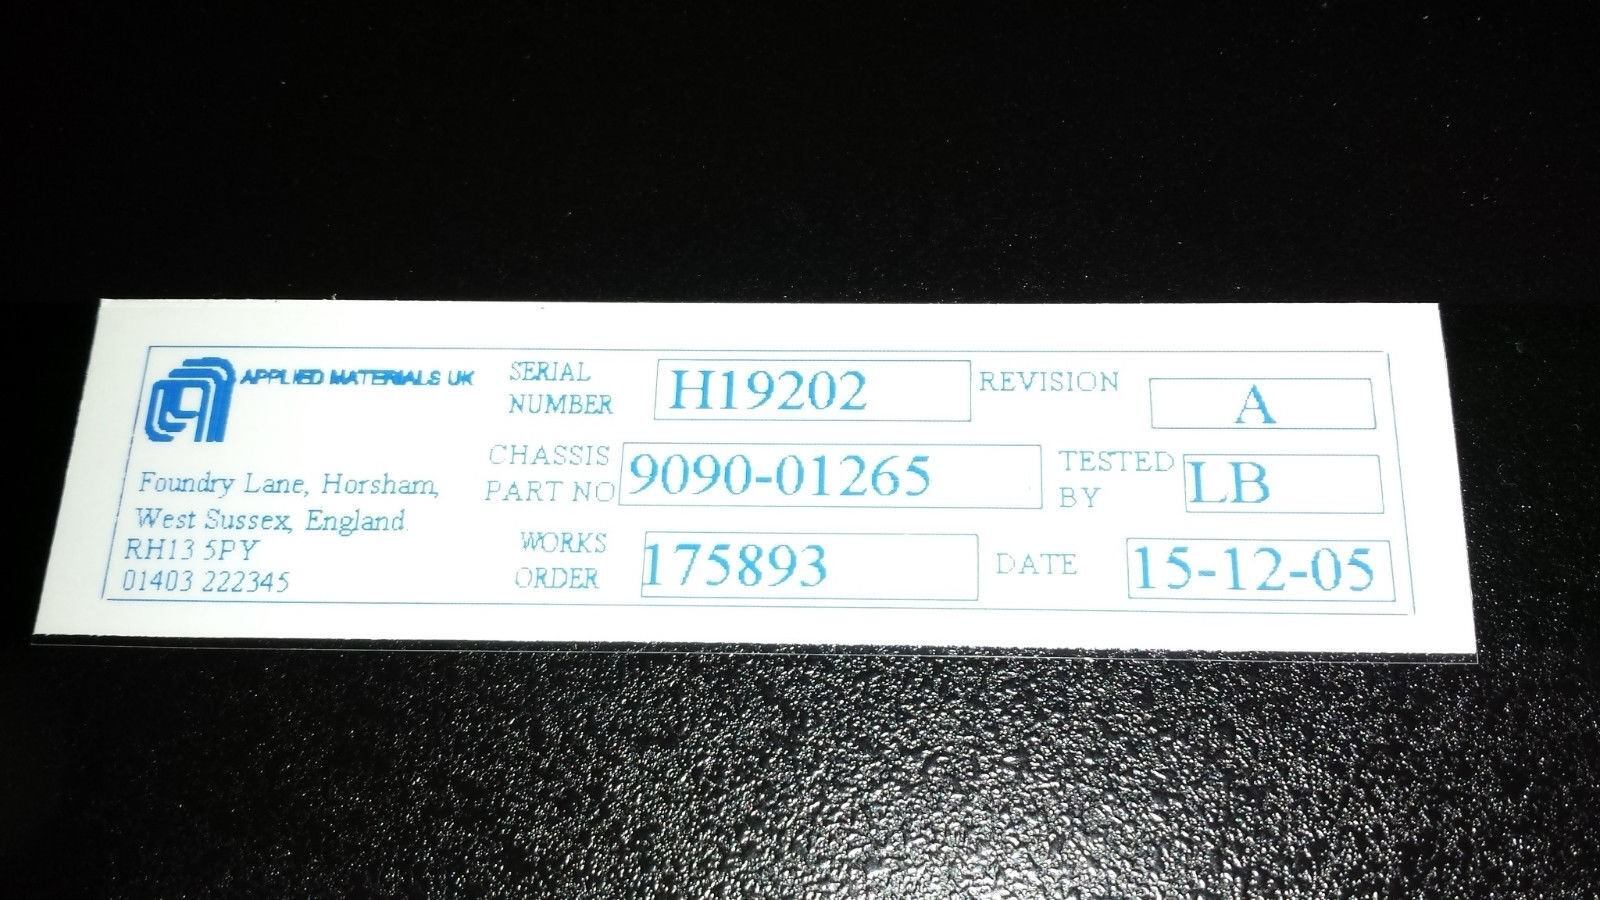 APPLIED MATERIALS UK
Foundry Lane, Horsham,
West Sussex, England.
RH13 5PY
01403 222345
SERIAL NUMBER H19202
REVISION A
CHASSIS PART NO 9090-01265
TESTED BY LB
WORKS ORDER 175893
DATE 15-12-05